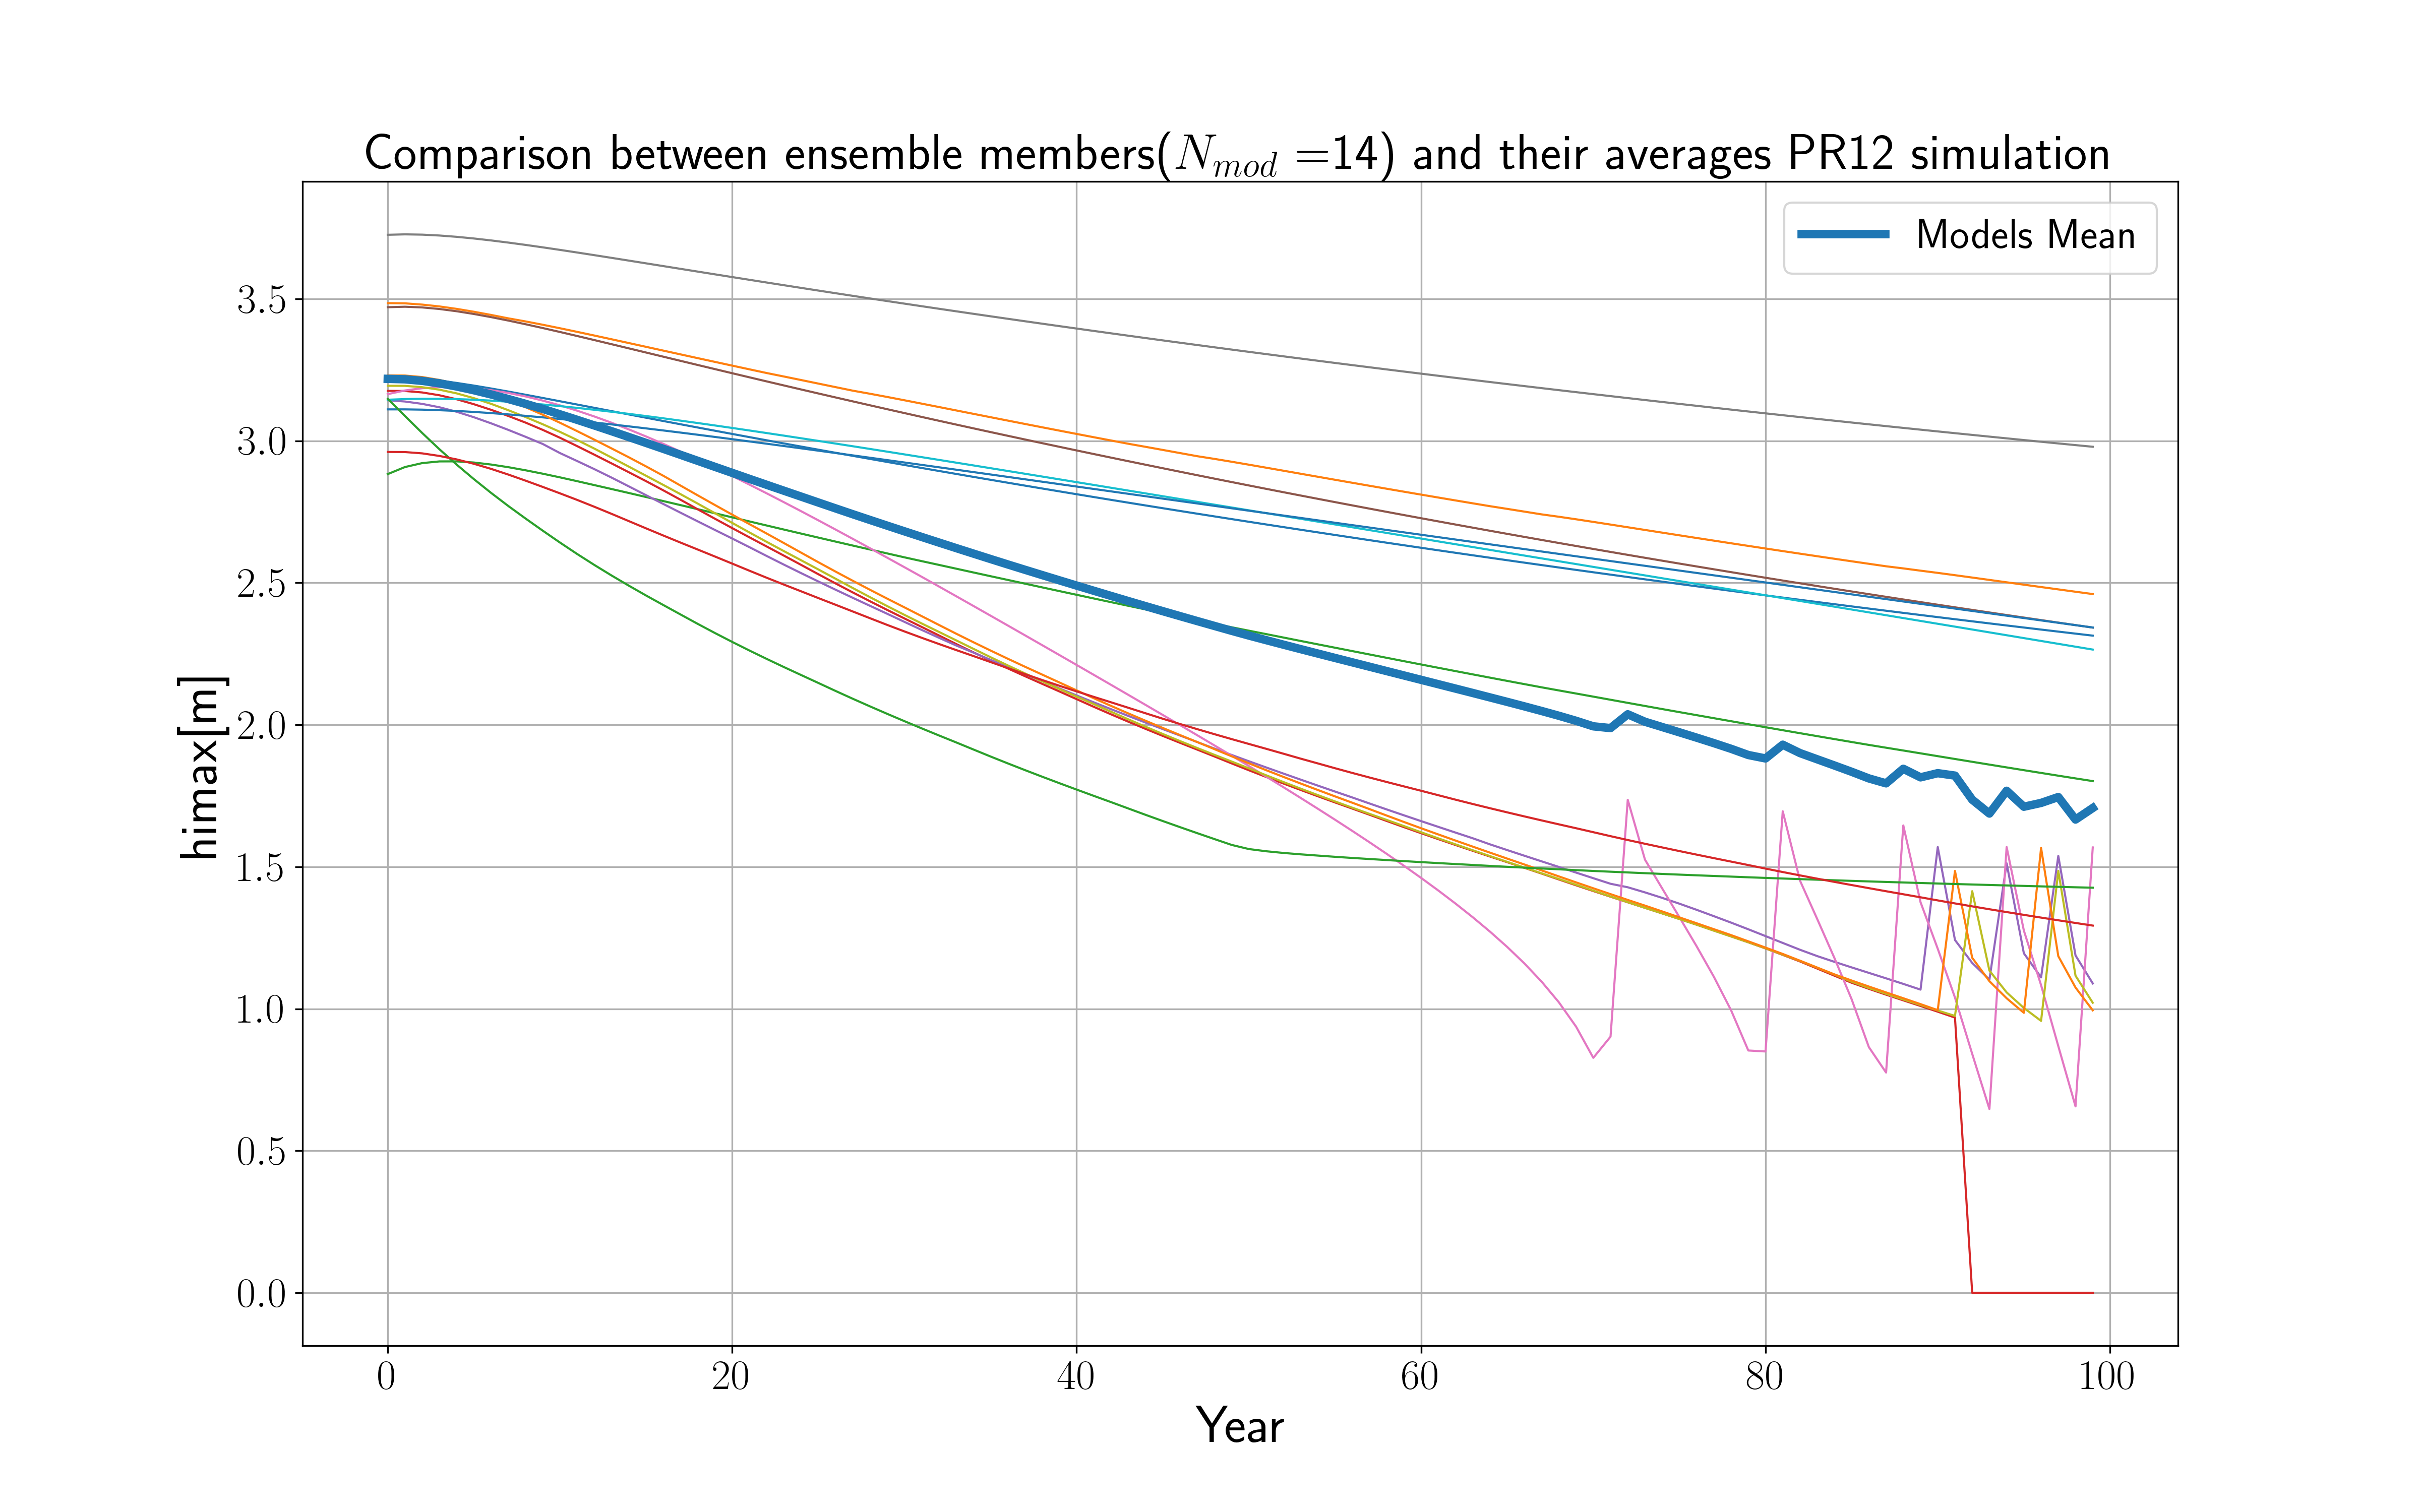 Comparison between ensemble members(N_mod =14) and their averages PR12 simulation
Models Mean
himax[m]
3.5
3.0
2.5
2.0
1.5
1.0
0.5
0.0
0 20 40 60 80 100
Year